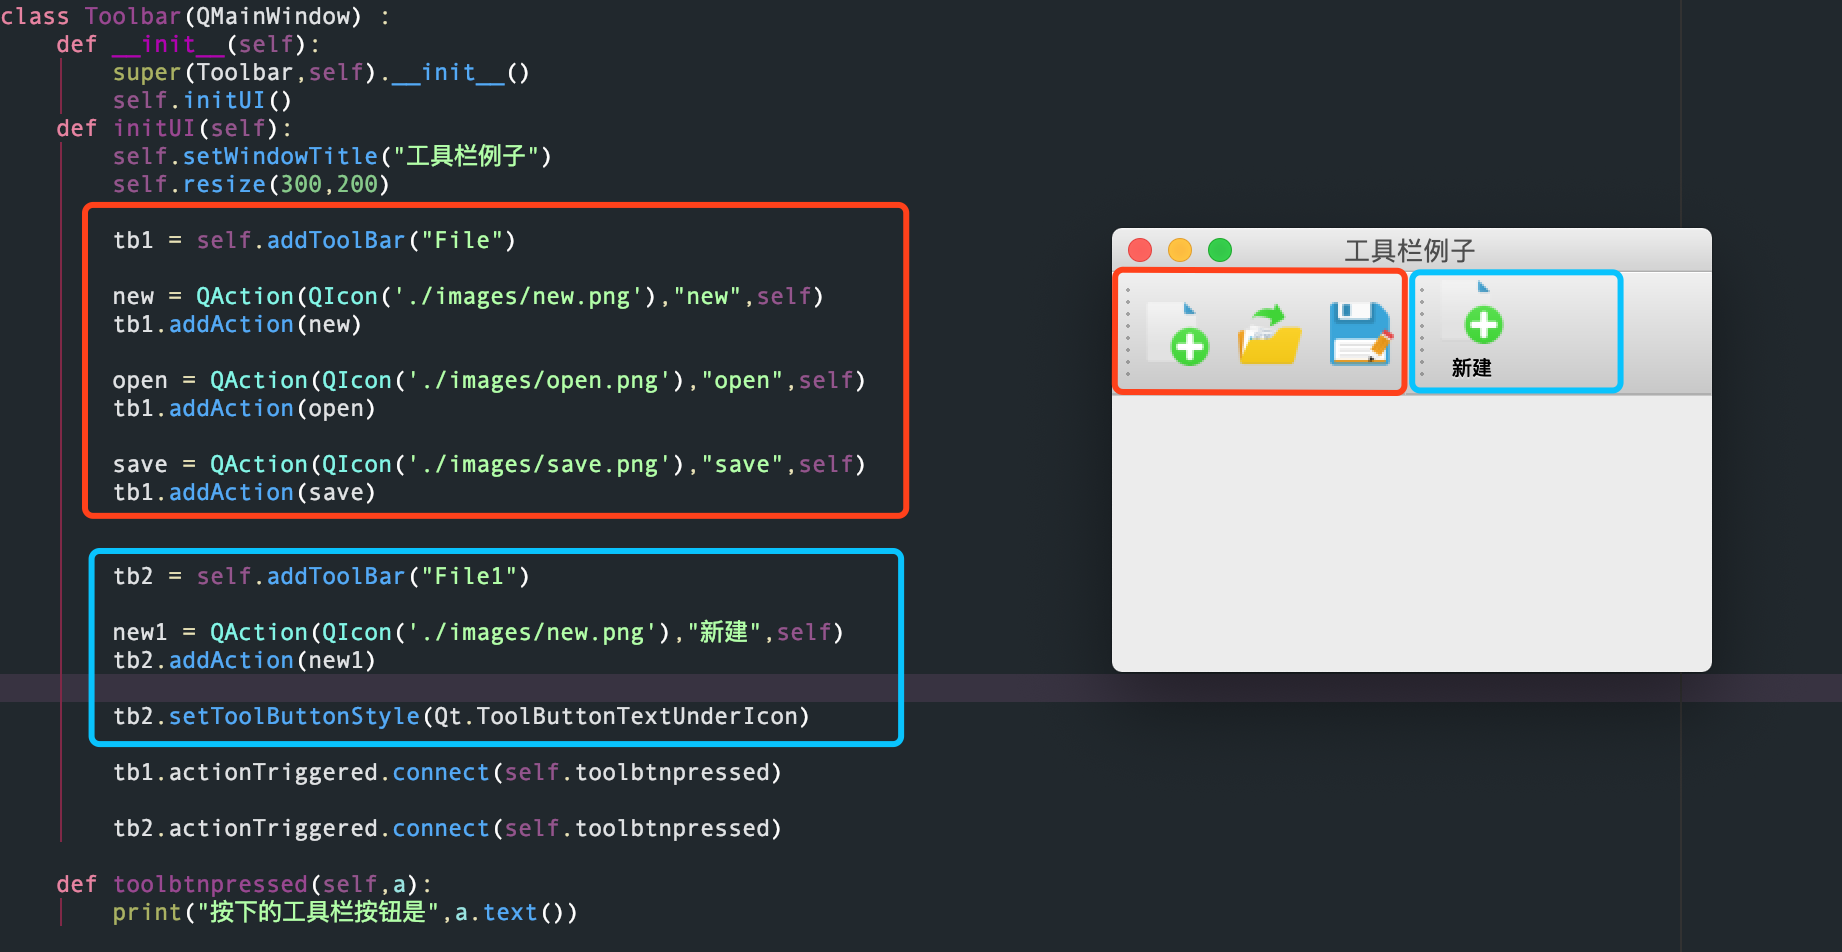 class Toolbar(QMainWindow) :
    def __init__(self):
        super(Toolbar,self).__init__()
        self.initUI()
    def initUI(self):
        self.setWindowTitle("工具栏例子")
        self.resize(300,200)
        tb1 = self.addToolBar("File")
        new = QAction(QIcon('./images/new.png'),"new",self)
        tb1.addAction(new)
        open = QAction(QIcon('./images/open.png'),"open",self)
        tb1.addAction(open)
        save = QAction(QIcon('./images/save.png'),"save",self)
        tb1.addAction(save)
        tb2 = self.addToolBar("File1")
        new1 = QAction(QIcon('./images/new.png'),"新建",self)
        tb2.addAction(new1)
        tb2.setToolButtonStyle(Qt.ToolButtonTextUnderIcon)
        tb1.actionTriggered.connect(self.toolbtnpressed)
        tb2.actionTriggered.connect(self.toolbtnpressed)
    def toolbtnpressed(self,a):
        print("按下的工具栏按钮是",a.text())
工具栏例子
新建